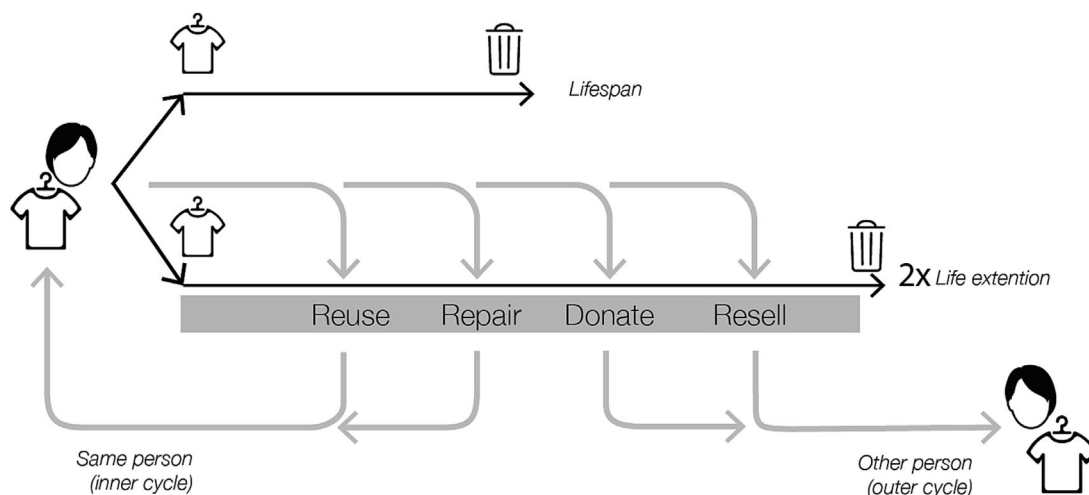 Lifespan
2x Life extention
Reuse Repair Donate Resell
Same person
(inner cycle)
Other person
(outer cycle)